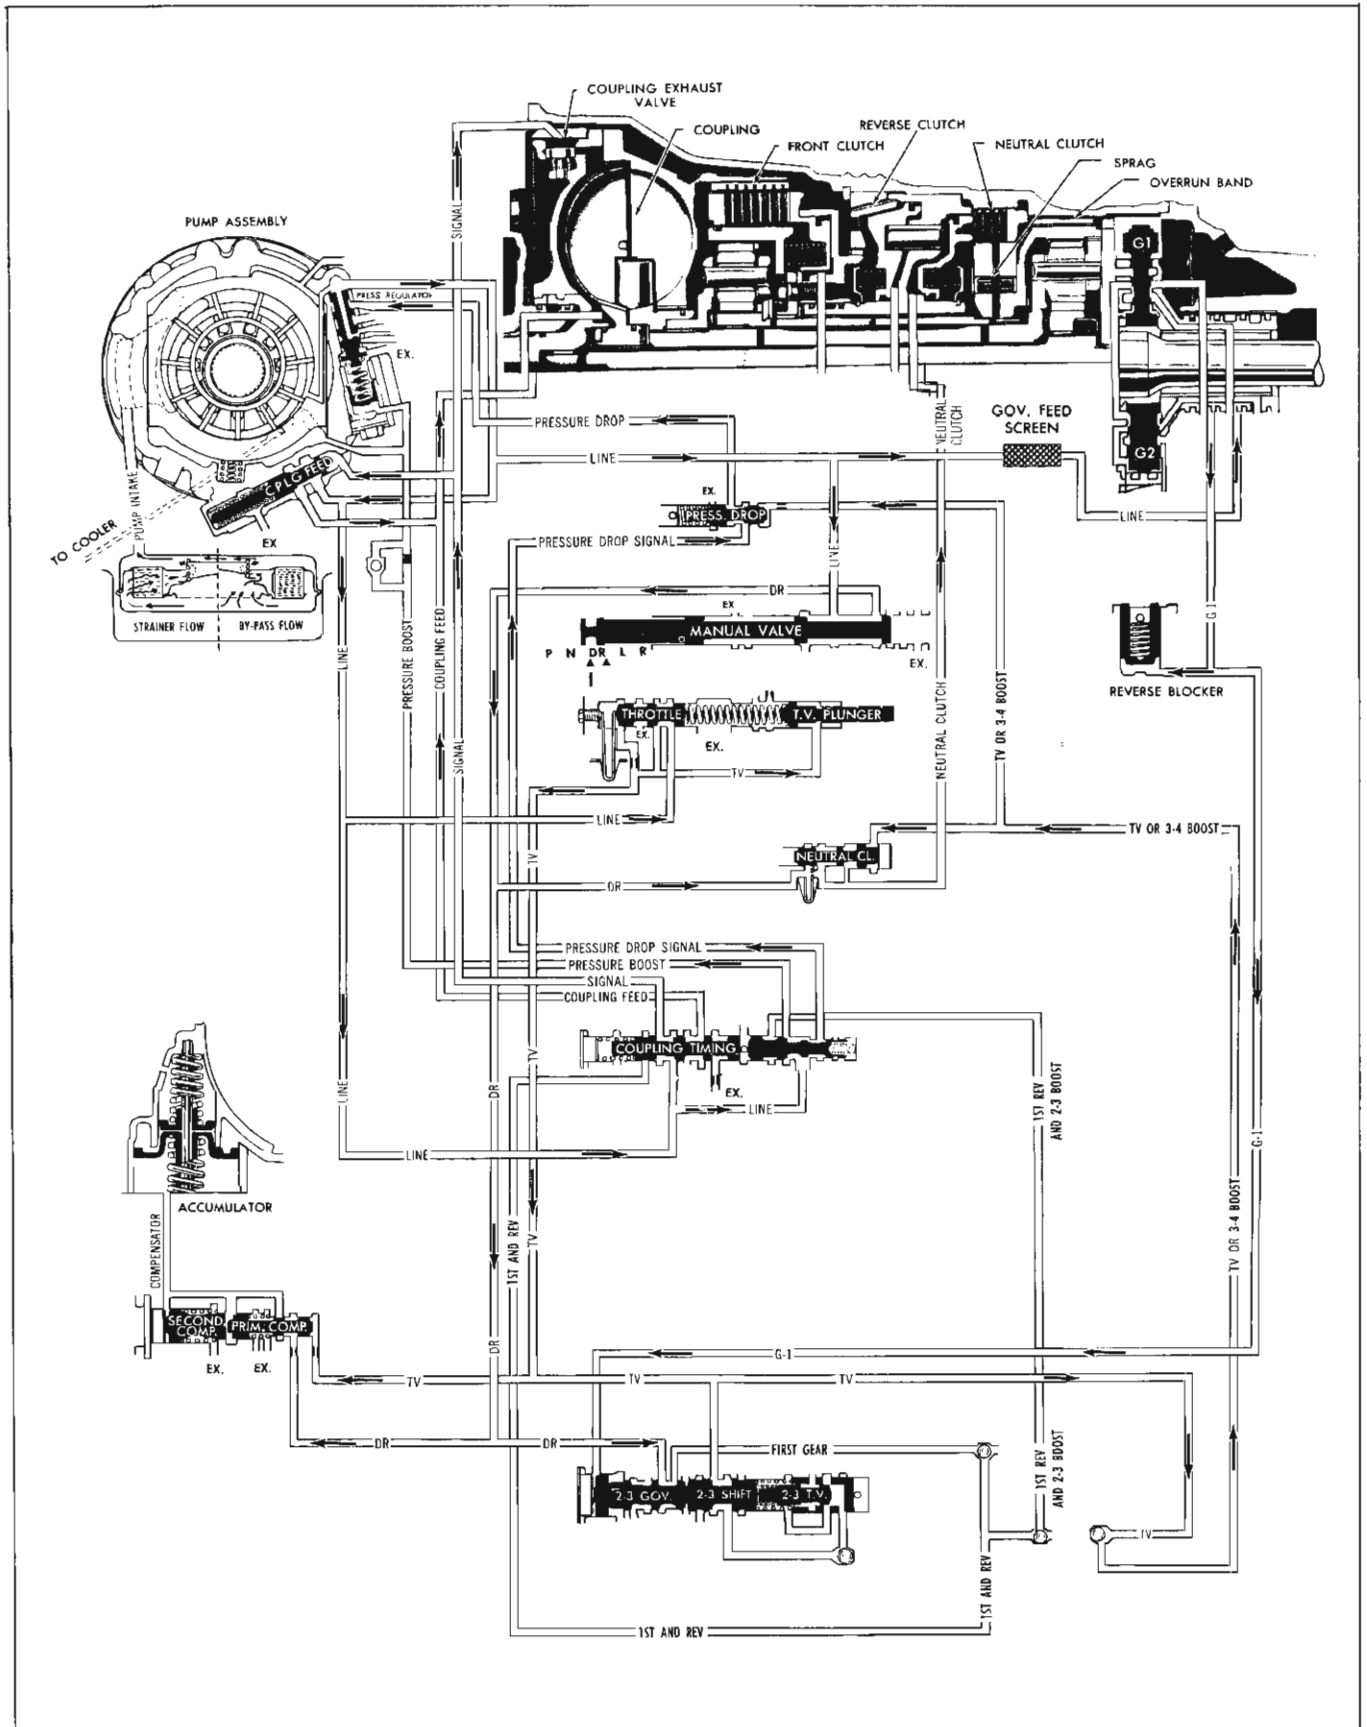 COUPLING EXHAUST
VALVE
COUPLING
FRONT CLUTCH
REVERSE CLUTCH
NEUTRAL CLUTCH
SPRAG
OVERRUN BAND
PUMP ASSEMBLY
SIGNAL
G1
PRESS REGULATOR
EX.
PRESSURE DROP
NEUTRAL
CLUTCH
GOV. FEED
SCREEN
G2
LINE
CPLG FEED
PUMP INTAKE
TO COOLER
EX
EX.
PRESS. DROP
LINE
PRESSURE DROP SIGNAL
LINE
DR
EX
MANUAL VALVE
P N DR L R
EX.
STRAINER FLOW
BY-PASS FLOW
G-1
REVERSE BLOCKER
LINE
PRESSURE BOOST
COUPLING FEED
SIGNAL
THROTTLE
T.V. PLUNGER
EX.
EX.
TV
NEUTRAL CLUTCH
TV OR 3-4 BOOST
LINE
TV OR 3-4 BOOST
TV
NEUTRAL CL.
DR
PRESSURE DROP SIGNAL
PRESSURE BOOST
SIGNAL
COUPLING FEED
COUPLING TIMING
EX.
LINE
LINE
DR
TV
1ST REV
AND 2-3 BOOST
G-1
LINE
ACCUMULATOR
COMPENSATOR
1ST AND REV
TV
TV OR 3-4 BOOST
SECOND
COMP.
PRIM. COMP.
EX.
EX.
DR
G-1
TV
TV
TV
DR
DR
FIRST GEAR
2-3 GOV.
2-3 SHIFT
2-3 T.V.
1ST REV
AND 2-3 BOOST
TV
1ST AND REV
1ST AND REV